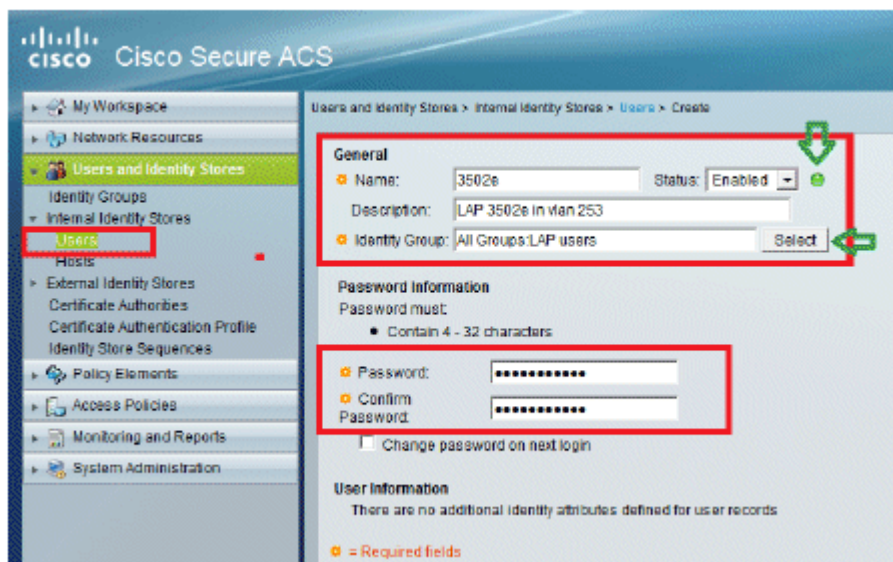 CISCO Cisco Secure ACS
My Workspace
Network Resources
Users and Identity Stores
Identity Groups
Internal Identity Stores
Users
Hosts
External Identity Stores
Certificate Authorities
Certificate Authentication Profile
Identity Store Sequences
Policy Elements
Access Policies
Monitoring and Reports
System Administration
Users and Identity Stores > Internal Identity Stores > Users > Create
General
Name: 3502e Status: Enabled
Description: LAP 3502e in vlan 253
Identity Group: All Groups:LAP users Select
Password Information
Password must:
• Contain 4 - 32 characters
Password: •••••••••••
Confirm
Password: •••••••••••
Change password on next login
User Information
There are no additional identity attributes defined for user records
= Required fields